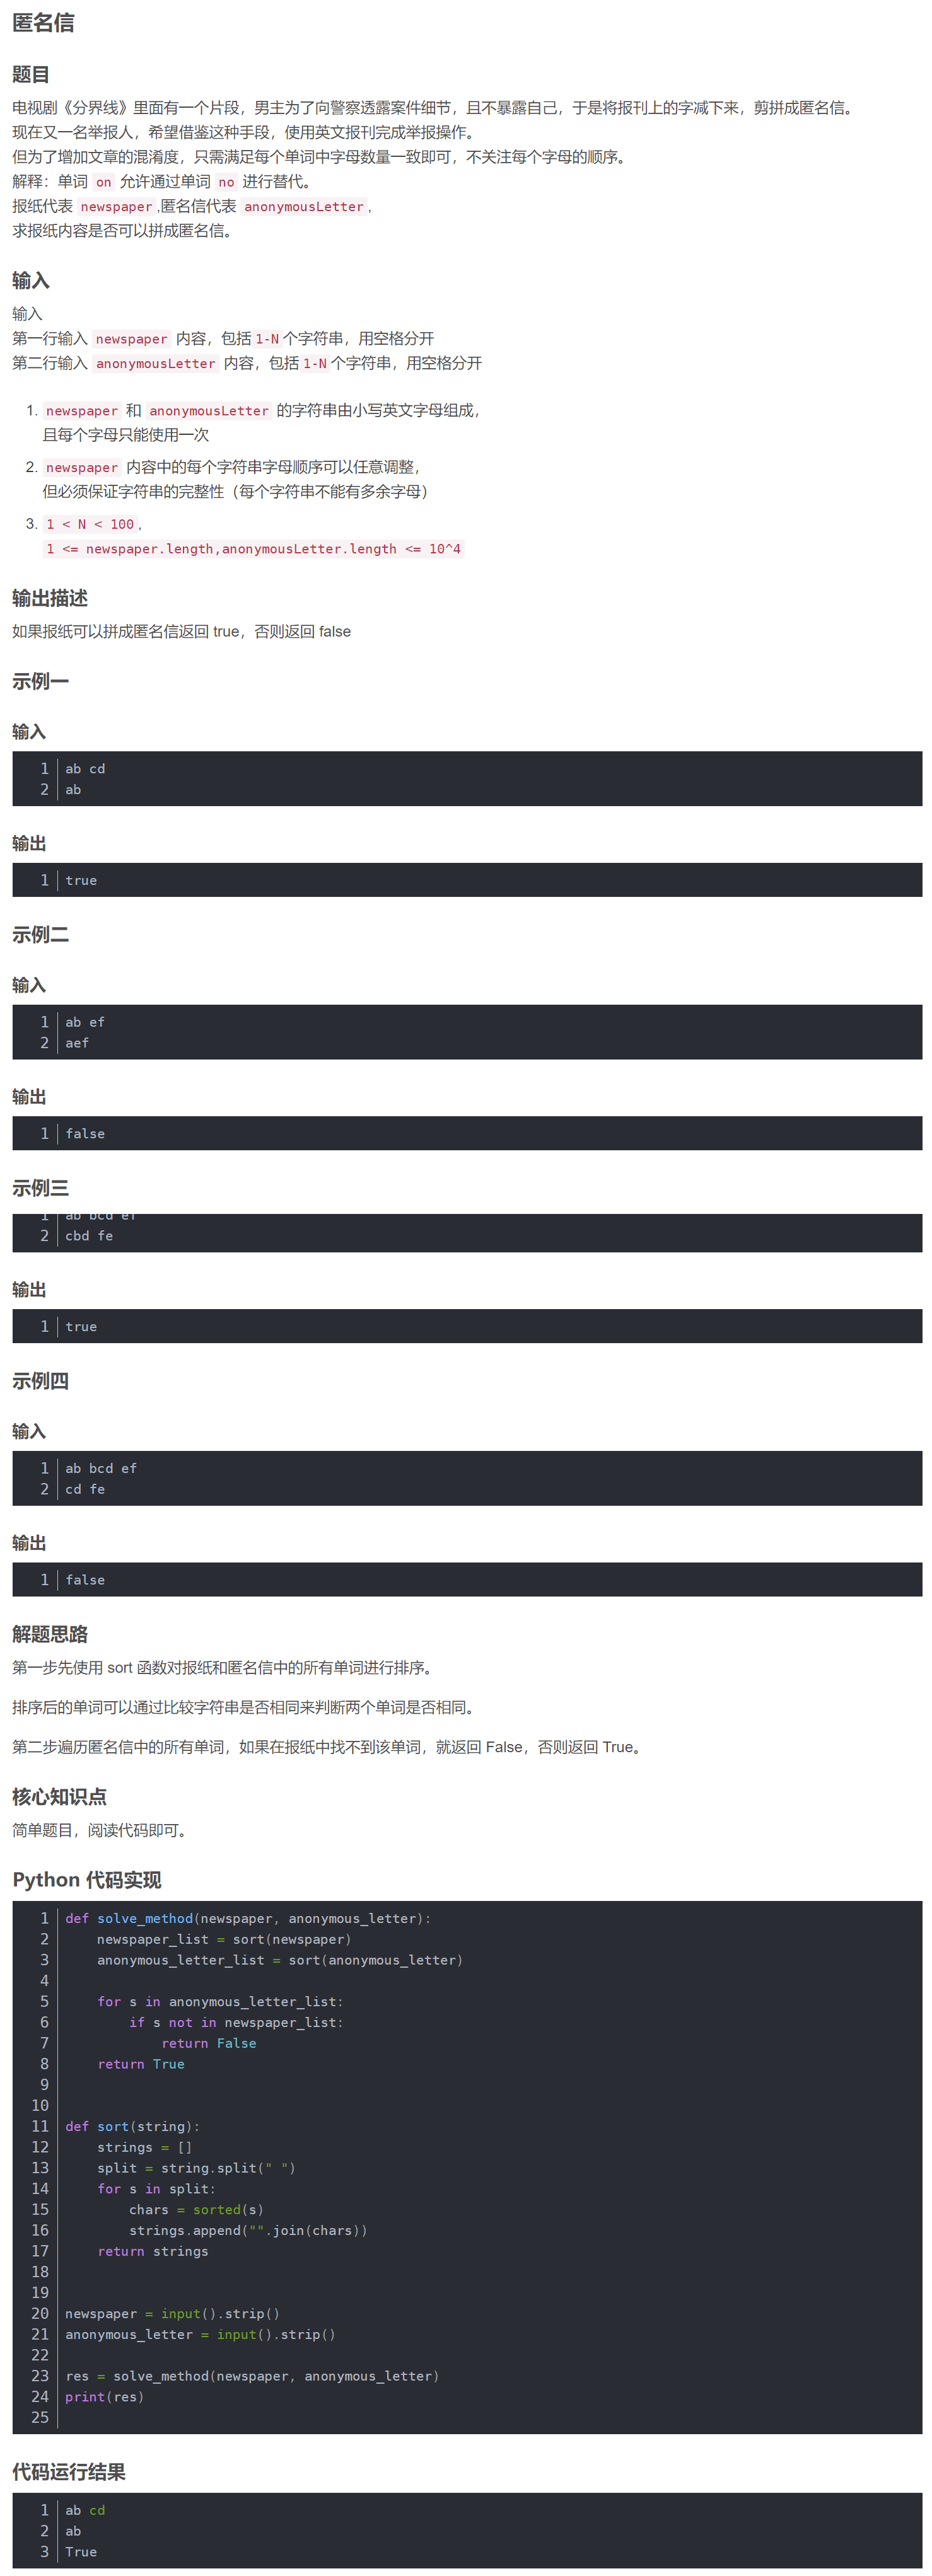 匿名信
题目
电视剧《分界线》里面有一个片段，男主为了向警察透露案件细节，且不暴露自己，于是将报刊上的字减下来，剪拼成匿名信。
现在又一名举报人，希望借鉴这种手段，使用英文报刊完成举报操作。
但为了增加文章的混淆度，只需满足每个单词中字母数量一致即可，不关注每个字母的顺序。
解释：单词 on 允许通过单词 no 进行替代。
报纸代表 newspaper,匿名信代表 anonymousLetter,
求报纸内容是否可以拼成匿名信。
输入
输入
第一行输入 newspaper 内容，包括 1-N 个字符串，用空格分开
第二行输入 anonymousLetter 内容，包括 1-N 个字符串，用空格分开
1. newspaper 和 anonymousLetter 的字符串由小写英文字母组成，
且每个字母只能使用一次
2. newspaper 内容中的每个字符串字母顺序可以任意调整，
但必须保证字符串的完整性（每个字符串不能有多余字母）
3. 1 < N < 100,
1 <= newspaper.length,anonymousLetter.length <= 10^4
输出描述
如果报纸可以拼成匿名信返回 true，否则返回 false
示例一
输入
1 ab cd
2 ab
输出
1 true
示例二
输入
1 ab ef
2 aef
输出
1 false
示例三
1 ab bcd ef
2 cbd fe
输出
1 true
示例四
输入
1 ab bcd ef
2 cd fe
输出
1 false
解题思路
第一步先使用 sort 函数对报纸和匿名信中的所有单词进行排序。
排序后的单词可以通过比较字符串是否相同来判断两个单词是否相同。
第二步遍历匿名信中的所有单词，如果在报纸中找不到该单词，就返回 False，否则返回 True。
核心知识点
简单题目，阅读代码即可。
Python 代码实现
1 def solve_method(newspaper, anonymous_letter):
2     newspaper_list = sort(newspaper)
3     anonymous_letter_list = sort(anonymous_letter)
4
5     for s in anonymous_letter_list:
6         if s not in newspaper_list:
7             return False
8     return True
9
10
11 def sort(string):
12     strings = []
13     split = string.split(" ")
14     for s in split:
15         chars = sorted(s)
16         strings.append("".join(chars))
17     return strings
18
19
20 newspaper = input().strip()
21 anonymous_letter = input().strip()
22
23 res = solve_method(newspaper, anonymous_letter)
24 print(res)
25
代码运行结果
1 ab cd
2 ab
3 True